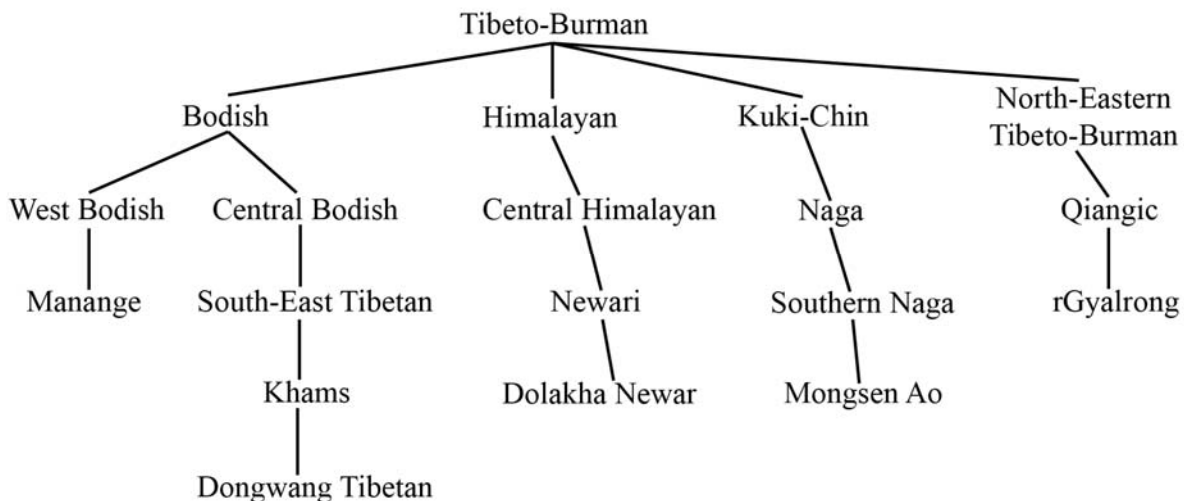 Tibeto-Burman
Bodish
Himalayan
Kuki-Chin
North-Eastern
Tibeto-Burman
West Bodish
Central Bodish
Central Himalayan
Naga
Qiangic
Manange
South-East Tibetan
Newari
Southern Naga
rGyalrong
Khams
Dolakha Newar
Mongsen Ao
Dongwang Tibetan